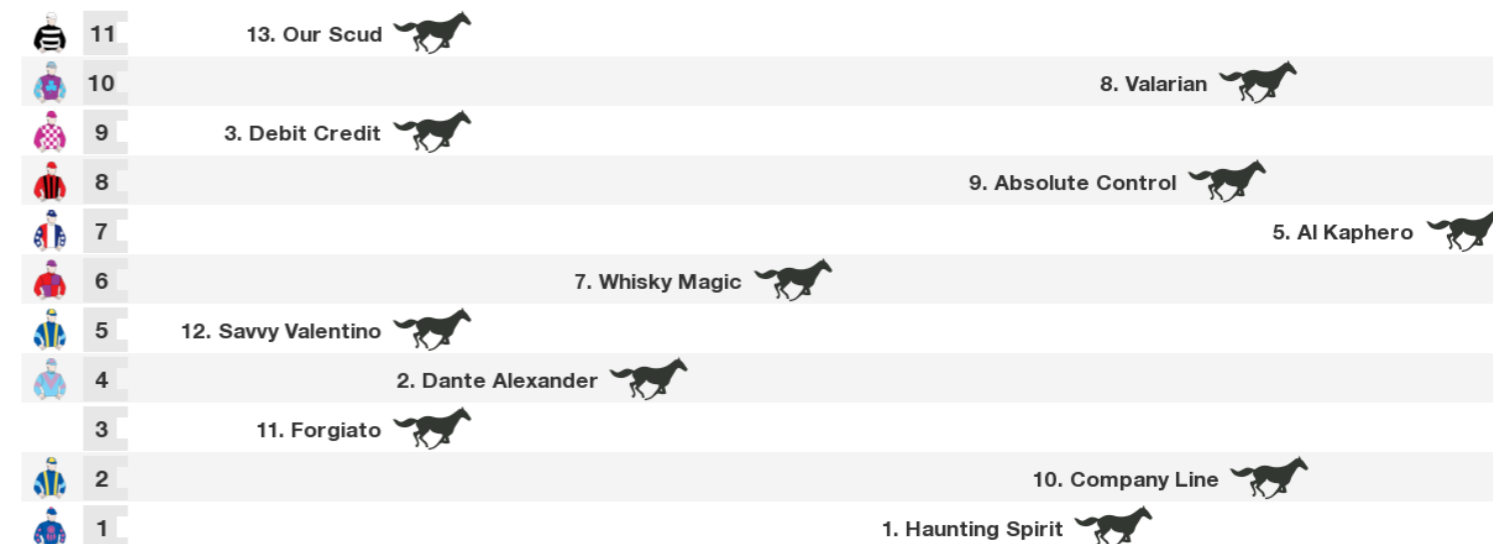 11 13. Our Scud
10 8. Valarian
9 3. Debit Credit
8 9. Absolute Control
7 5. Al Kaphero
6 7. Whisky Magic
5 12. Savvy Valentino
4 2. Dante Alexander
3 11. Forgiato
2 10. Company Line
1 1. Haunting Spirit